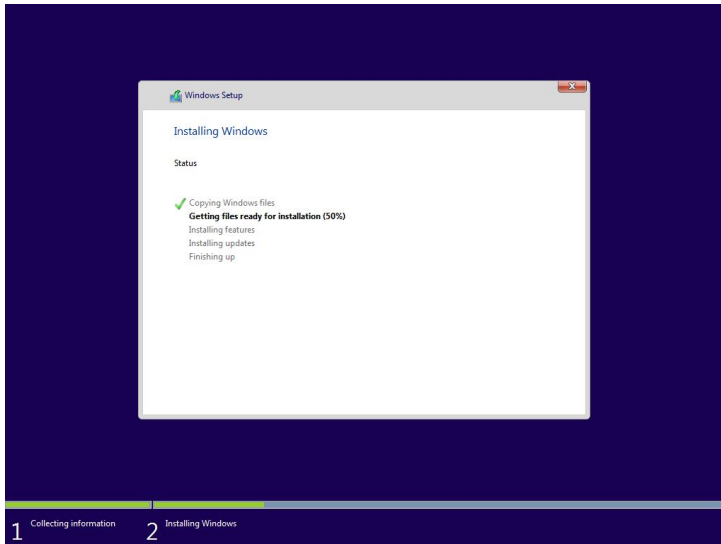 Windows Setup
Installing Windows
Status
Copying Windows files
Getting files ready for installation (50%)
Installing features
Installing updates
Finishing up
1 Collecting information
2 Installing Windows